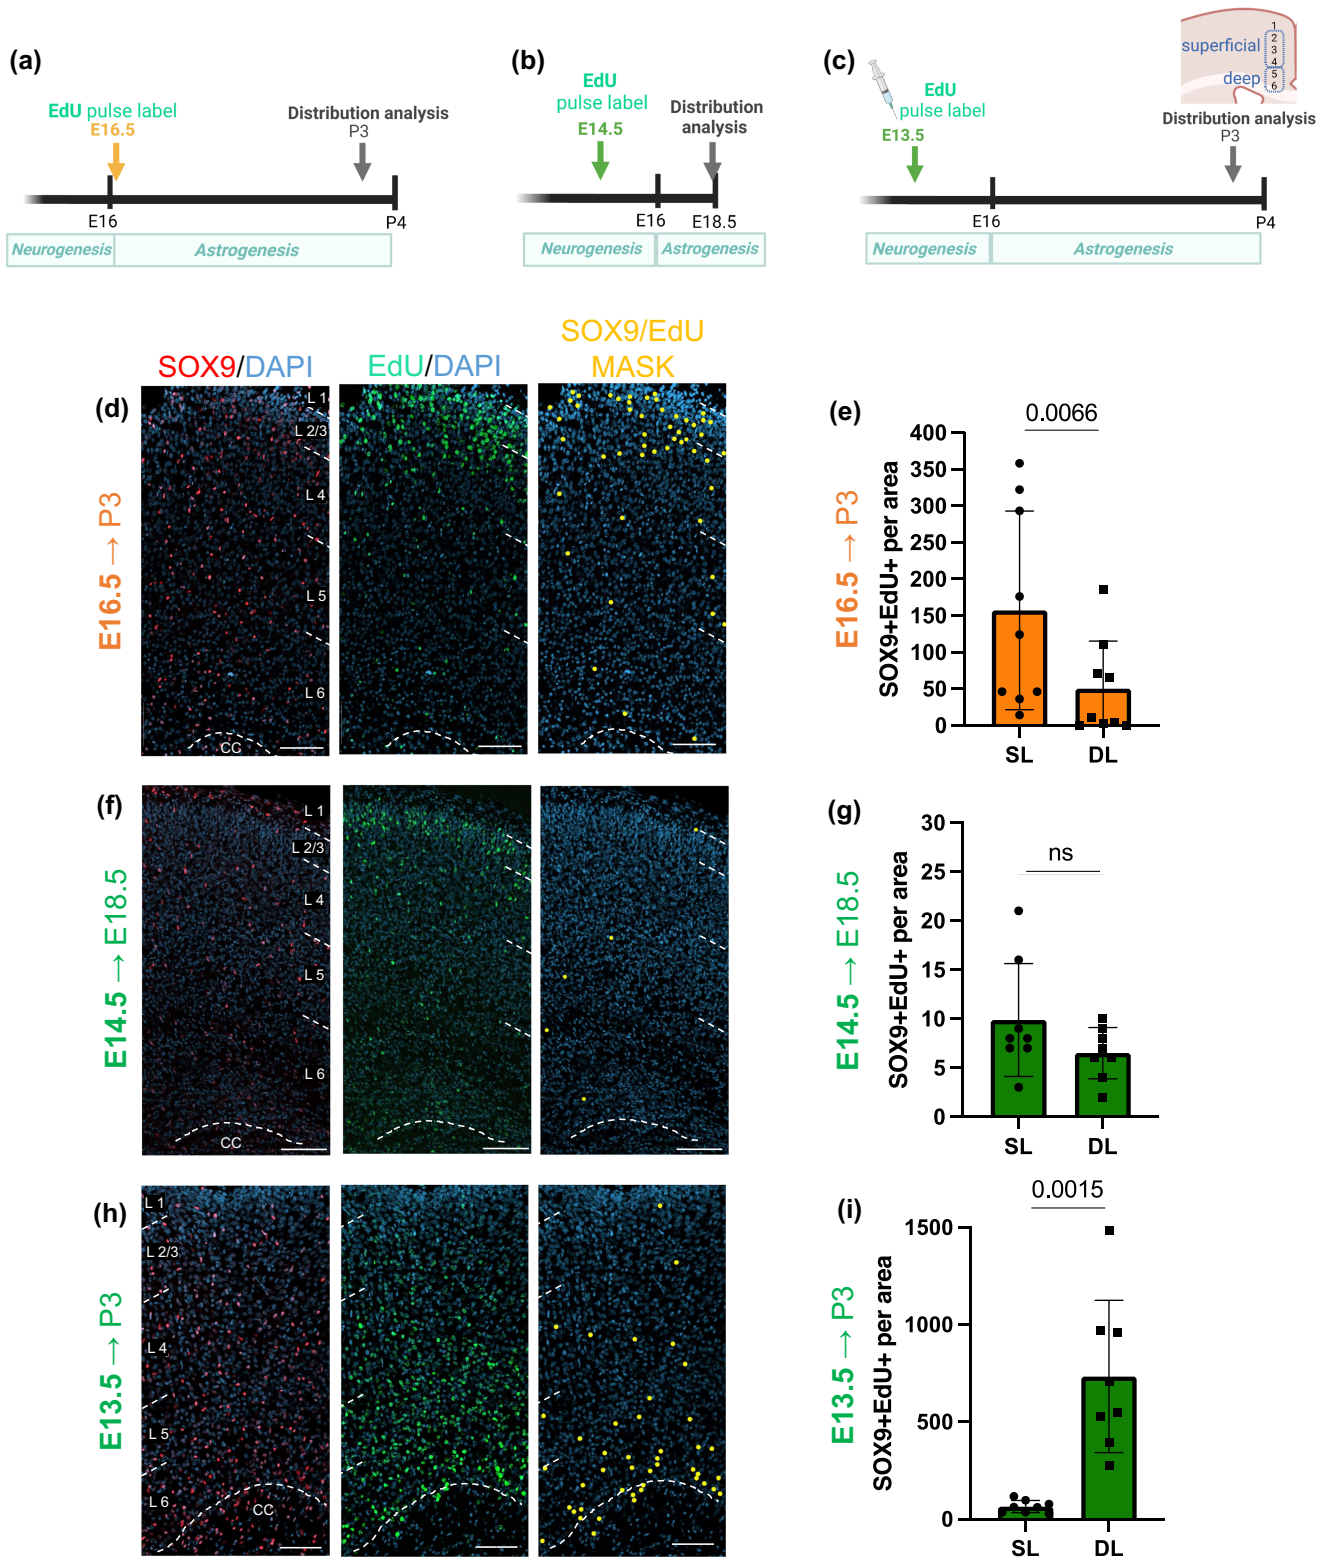 (a)
EdU pulse label
E16.5
Distribution analysis
P3
E16
P4
Neurogenesis
Astrogenesis
(b)
EdU
pulse label
E14.5
Distribution
analysis
E16
E18.5
Neurogenesis
Astrogenesis
(c)
EdU
pulse label
E13.5
1
2
3
4
5
6
superficial
deep
Distribution analysis
P3
E16
P4
Neurogenesis
Astrogenesis
SOX9/DAPI
EdU/DAPI
SOX9/EdU
MASK
(d)
E16.5 → P3
L 1
L 2/3
L 4
L 5
L 6
CC
(e)
E16.5 → P3
SOX9+EdU+ per area
0.0066
400
350
300
250
200
150
100
50
0
SL
DL
(f)
E14.5 → E18.5
L 1
L 2/3
L 4
L 5
L 6
CC
(g)
E14.5 → E18.5
SOX9+EdU+ per area
ns
30
25
20
15
10
5
0
SL
DL
(h)
E13.5 → P3
L 1
L 2/3
L 4
L 5
L 6
CC
(i)
E13.5 → P3
SOX9+EdU+ per area
0.0015
1500
1000
500
0
SL
DL